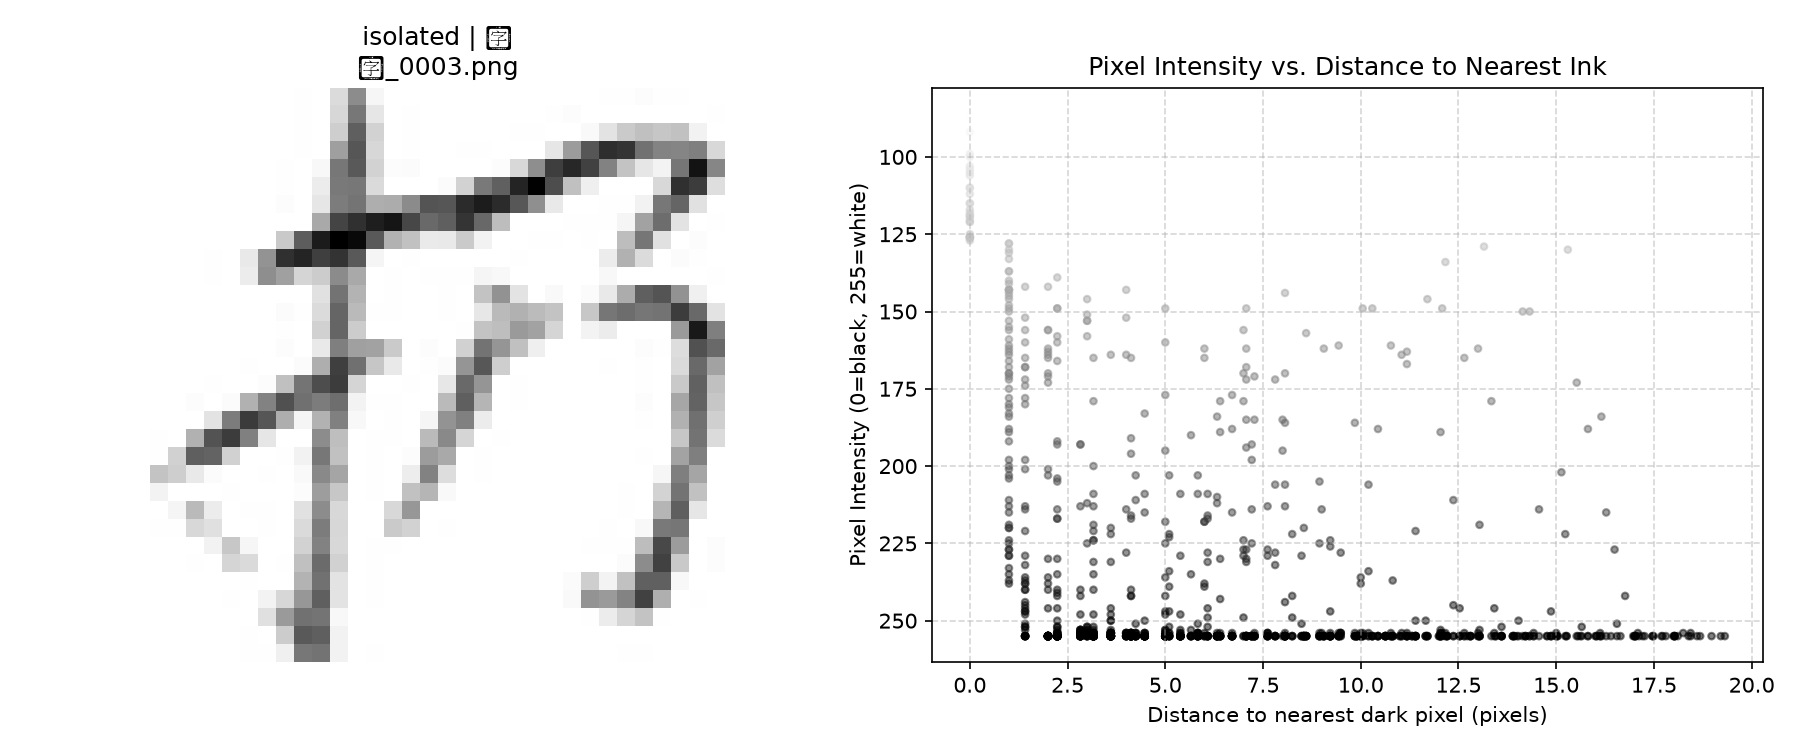 isolated |
_0003.png
Pixel Intensity vs. Distance to Nearest Ink
Pixel Intensity (0=black, 255=white)
100
125
150
175
200
225
250
0.0 2.5 5.0 7.5 10.0 12.5 15.0 17.5 20.0
Distance to nearest dark pixel (pixels)